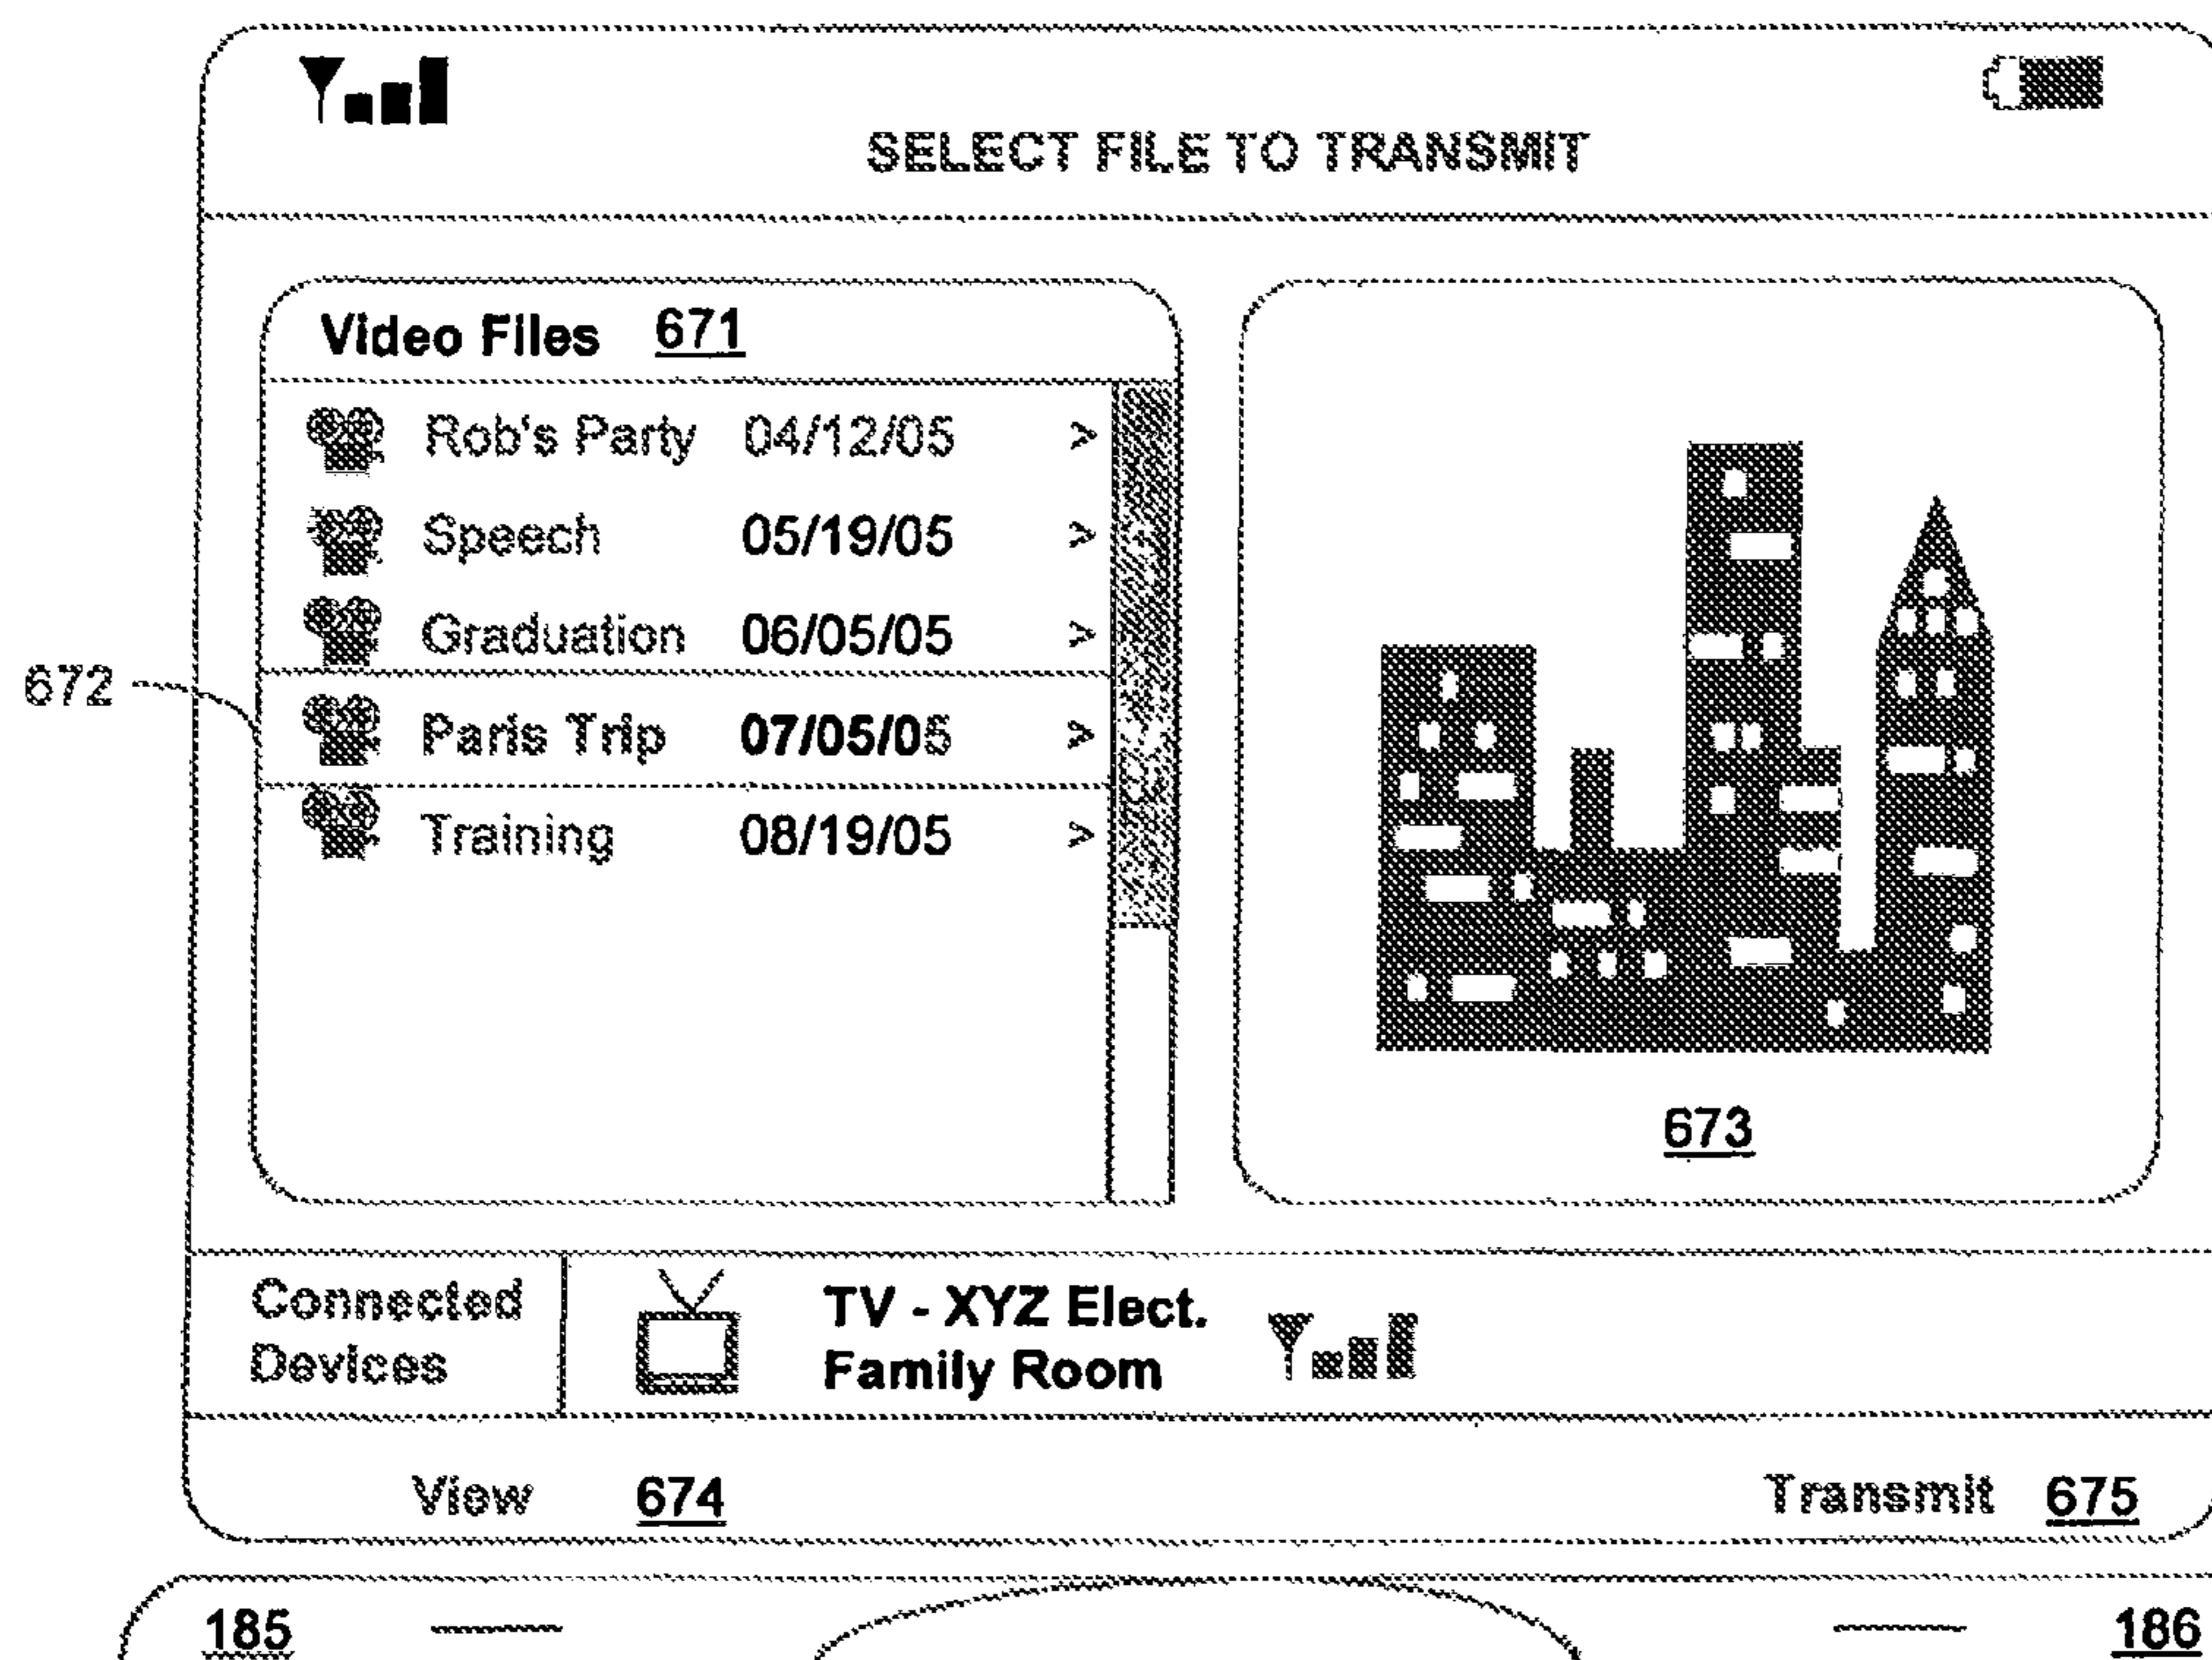 SELECT FILE TO TRANSMIT
Video Files 671
Rob's Party 04/12/05 >
Speech 05/19/05 >
Graduation 06/05/05 >
672
Paris Trip 07/05/05 >
Training 08/19/05 >
673
Connected Devices
TV - XYZ Elect.
Family Room
View 674
Transmit 675
185
186